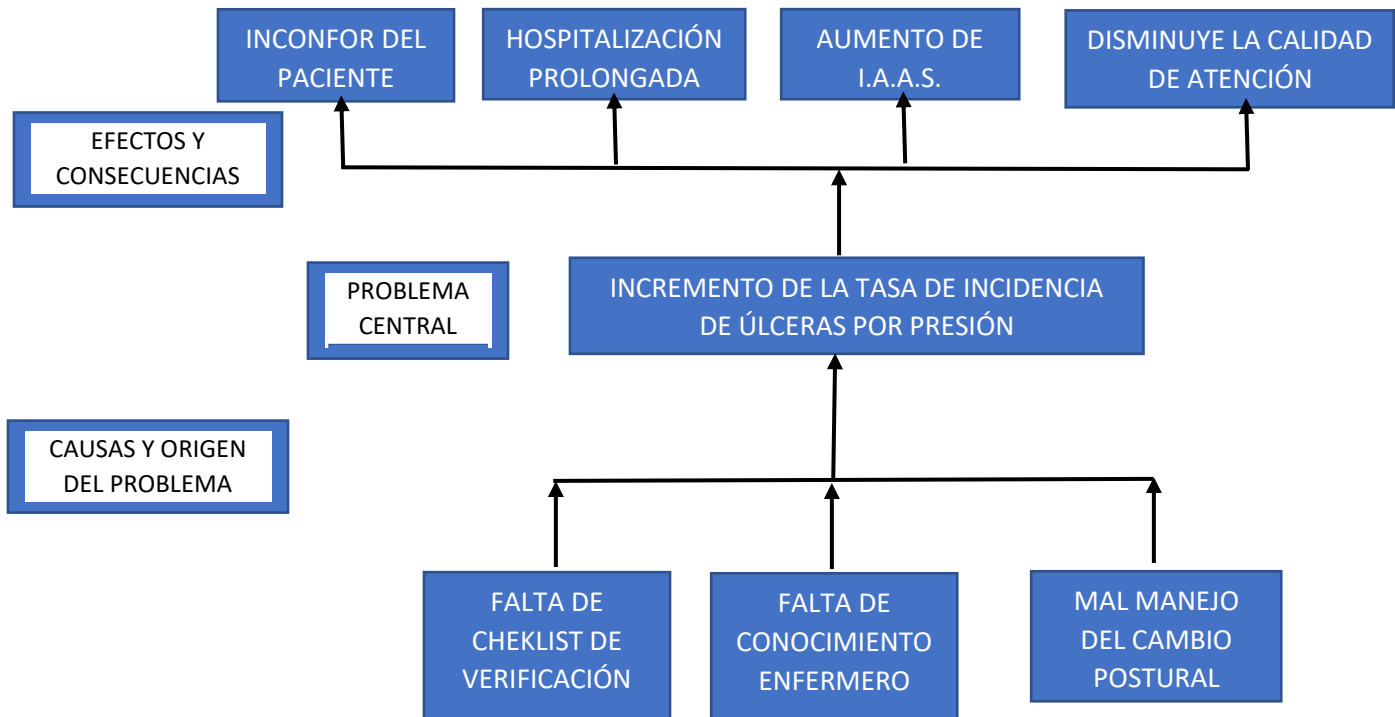 INCONFOR DEL
PACIENTE
HOSPITALIZACIÓN
PROLONGADA
AUMENTO DE
I.A.A.S.
DISMINUYE LA CALIDAD
DE ATENCIÓN
EFECTOS Y
CONSECUENCIAS
PROBLEMA
CENTRAL
INCREMENTO DE LA TASA DE INCIDENCIA
DE ÚLCERAS POR PRESIÓN
CAUSAS Y ORIGEN
DEL PROBLEMA
FALTA DE
CHEKLIST DE
VERIFICACIÓN
FALTA DE
CONOCIMIENTO
ENFERMERO
MAL MANEJO
DEL CAMBIO
POSTURAL